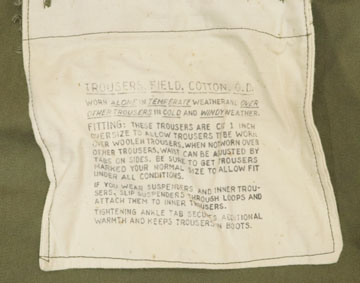 TROUSERS, FIELD, COTTON, O.D.
WORN ALONE IN TEMPERATE WEATHER AND OVER
OTHER TROUSERS IN COLD AND WINDY WEATHER.
FITTING: THESE TROUSERS ARE CUT 1 INCH
OVERSIZE TO ALLOW TROUSERS TO BE WORN
OVER WOOLEN TROUSERS, WHEN NOT WORN OVER
OTHER TROUSERS, WAIST CAN BE ADJUSTED BY
TABS ON SIDES. BE SURE TO GET TROUSERS
MARKED YOUR NORMAL SIZE TO ALLOW FIT
UNDER ALL CONDITIONS.
IF YOU WEAR SUSPENDERS AND INNER TROU-
SERS, SLIP SUSPENDERS THROUGH LOOPS AND
ATTACH THEM TO INNER TROUSERS.
TIGHTENING ANKLE TAB SECURES ADDITIONAL
WARMTH AND KEEPS TROUSERS IN BOOTS.